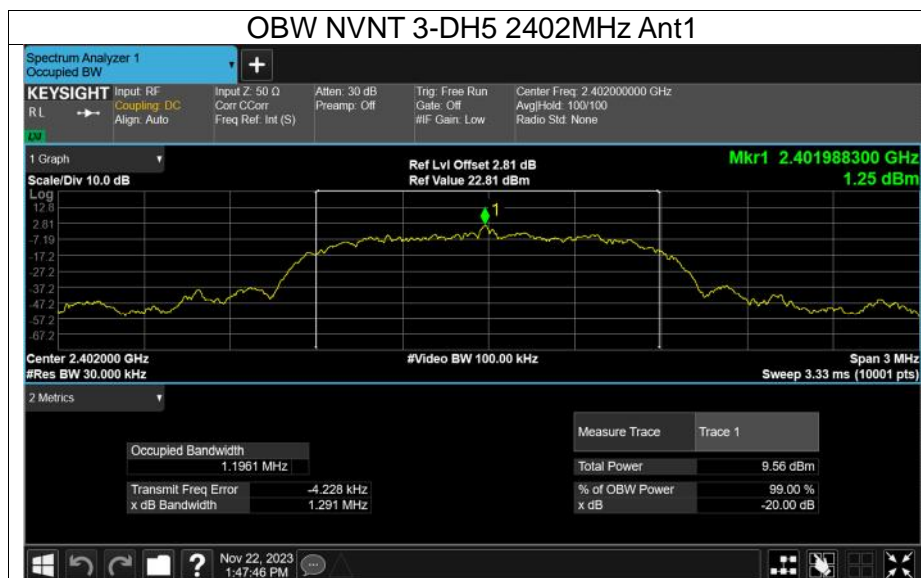 OBW NVNT 3-DH5 2402MHz Ant1
Spectrum Analyzer 1
Occupied BW
+
KEYSIGHT
R L
Input: RF
Coupling: DC
Align: Auto
Input Z: 50 Ω
Corr CCorr
Freq Ref: Int (S)
Atten: 30 dB
Preamp: Off
Trig: Free Run
Gate: Off
#IF Gain: Low
Center Freq: 2.402000000 GHz
Avg|Hold: 100/100
Radio Std: None
1 Graph
Scale/Div 10.0 dB
Ref Lvl Offset 2.81 dB
Ref Value 22.81 dBm
Mkr1 2.401988300 GHz
1.25 dBm
Log
12.8
2.81
-7.19
-17.2
-27.2
-37.2
-47.2
-57.2
-67.2
1
Center 2.402000 GHz
#Res BW 30.000 kHz
#Video BW 100.00 kHz
Span 3 MHz
Sweep 3.33 ms (10001 pts)
2 Metrics
Occupied Bandwidth
1.1961 MHz
Transmit Freq Error -4.228 kHz
x dB Bandwidth 1.291 MHz
Measure Trace Trace 1
Total Power 9.56 dBm
% of OBW Power 99.00 %
x dB -20.00 dB
?
Nov 22, 2023
1:47:46 PM